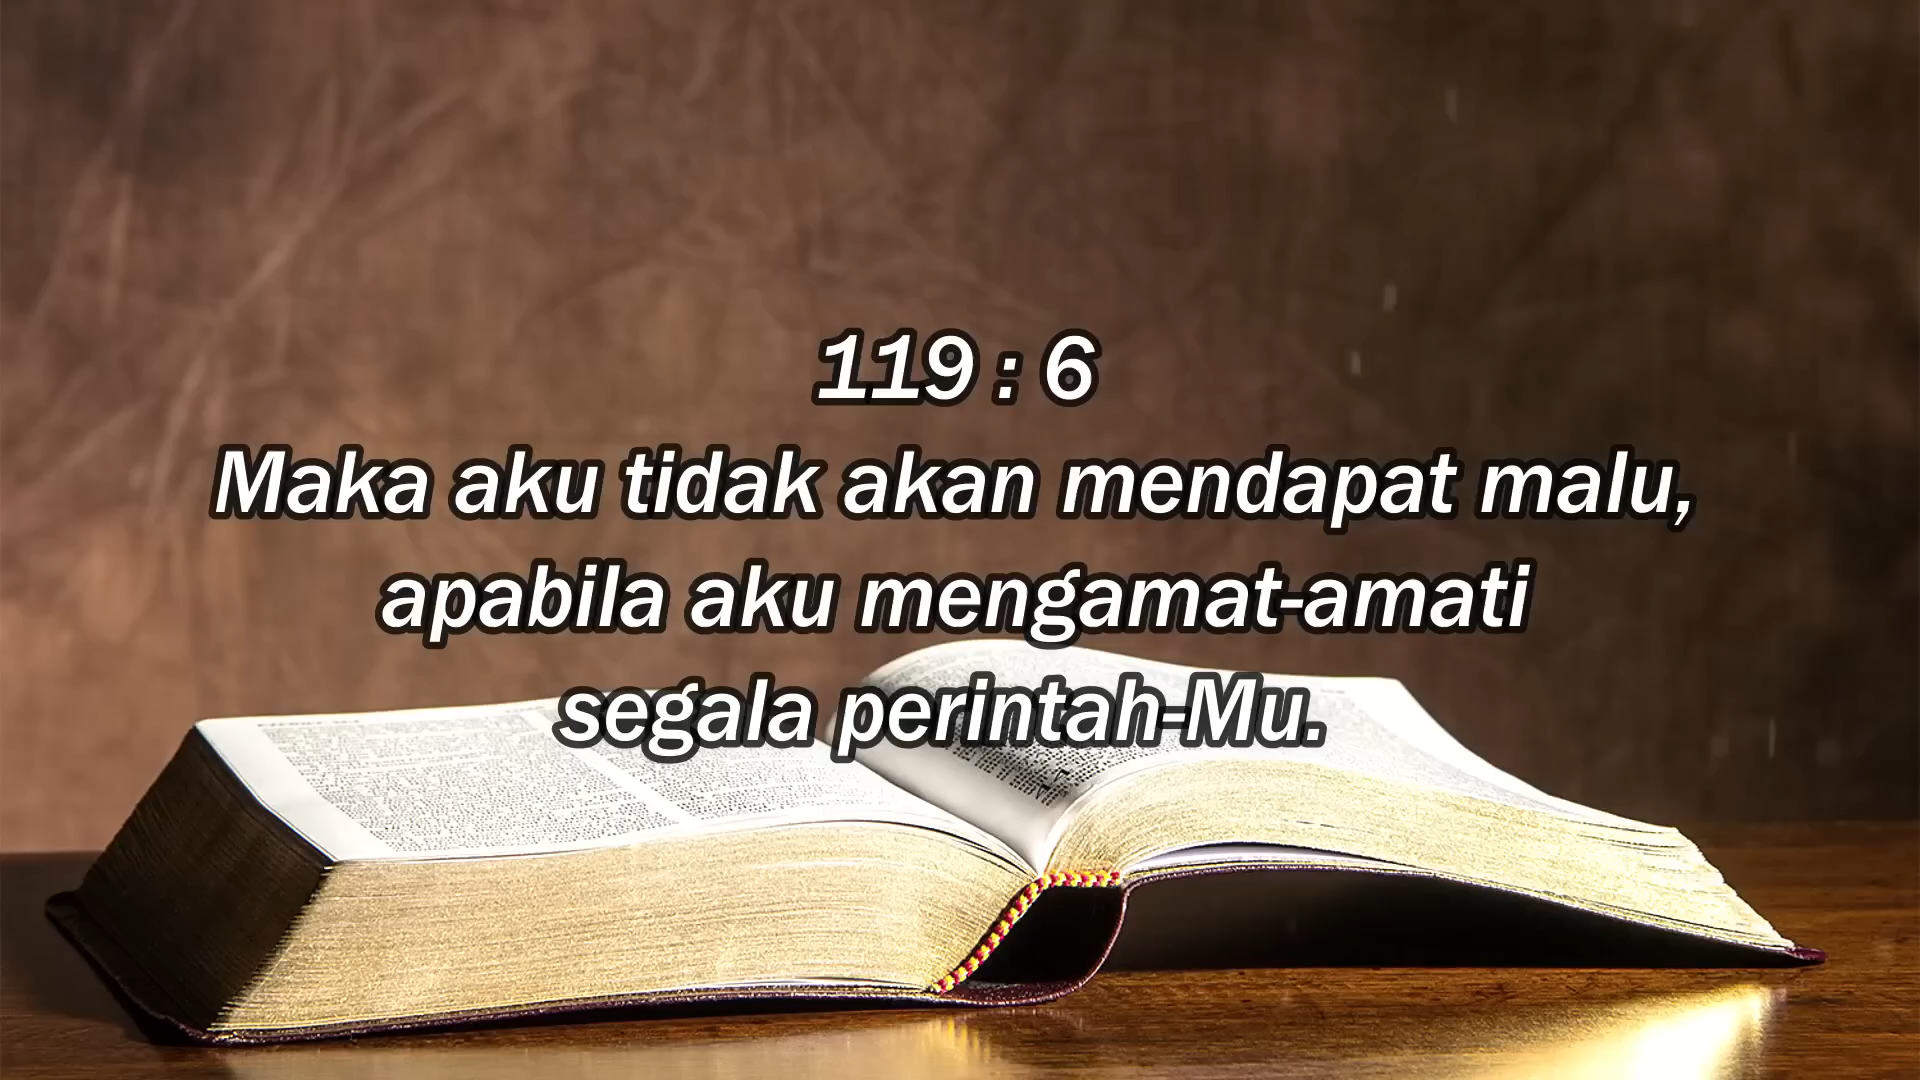 119 : 6
Maka aku tidak akan mendapat malu,
apabila aku mengamat-amati
segala perintah-Mu.